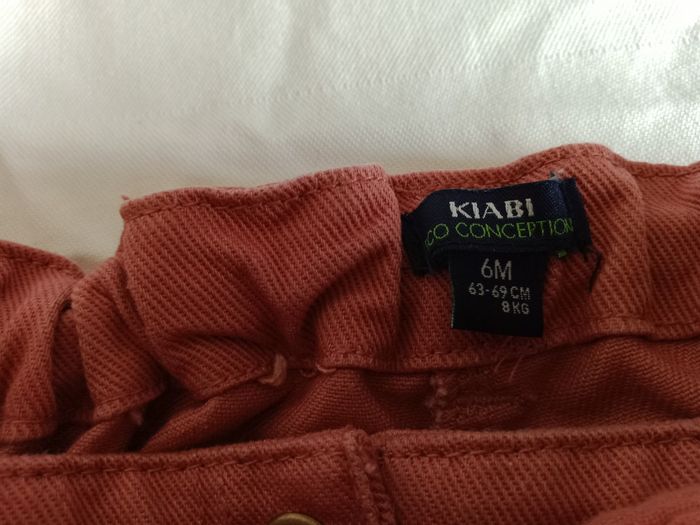 KIABI
CO CONCEPTION
6M
63-69 CM
8 KG